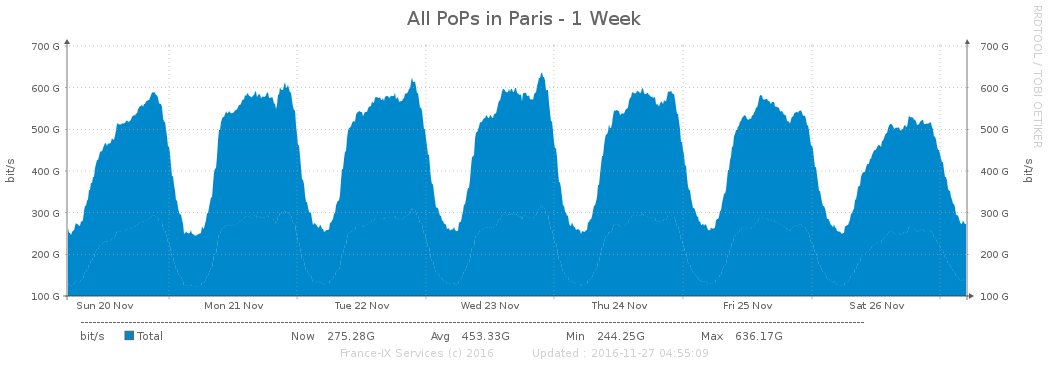 All PoPs in Paris - 1 Week
RRDTOOL / TOBI OETIKER
700 G 700 G
600 G 600 G
500 G 500 G
400 G 400 G
300 G 300 G
200 G 200 G
100 G 100 G
bit/s bit/s
Sun 20 Nov Mon 21 Nov Tue 22 Nov Wed 23 Nov Thu 24 Nov Fri 25 Nov Sat 26 Nov
bit/s Total Now 275.28G Avg 453.33G Min 244.25G Max 636.17G
France-IX Services (c) 2016 Updated : 2016-11-27 04:55:09